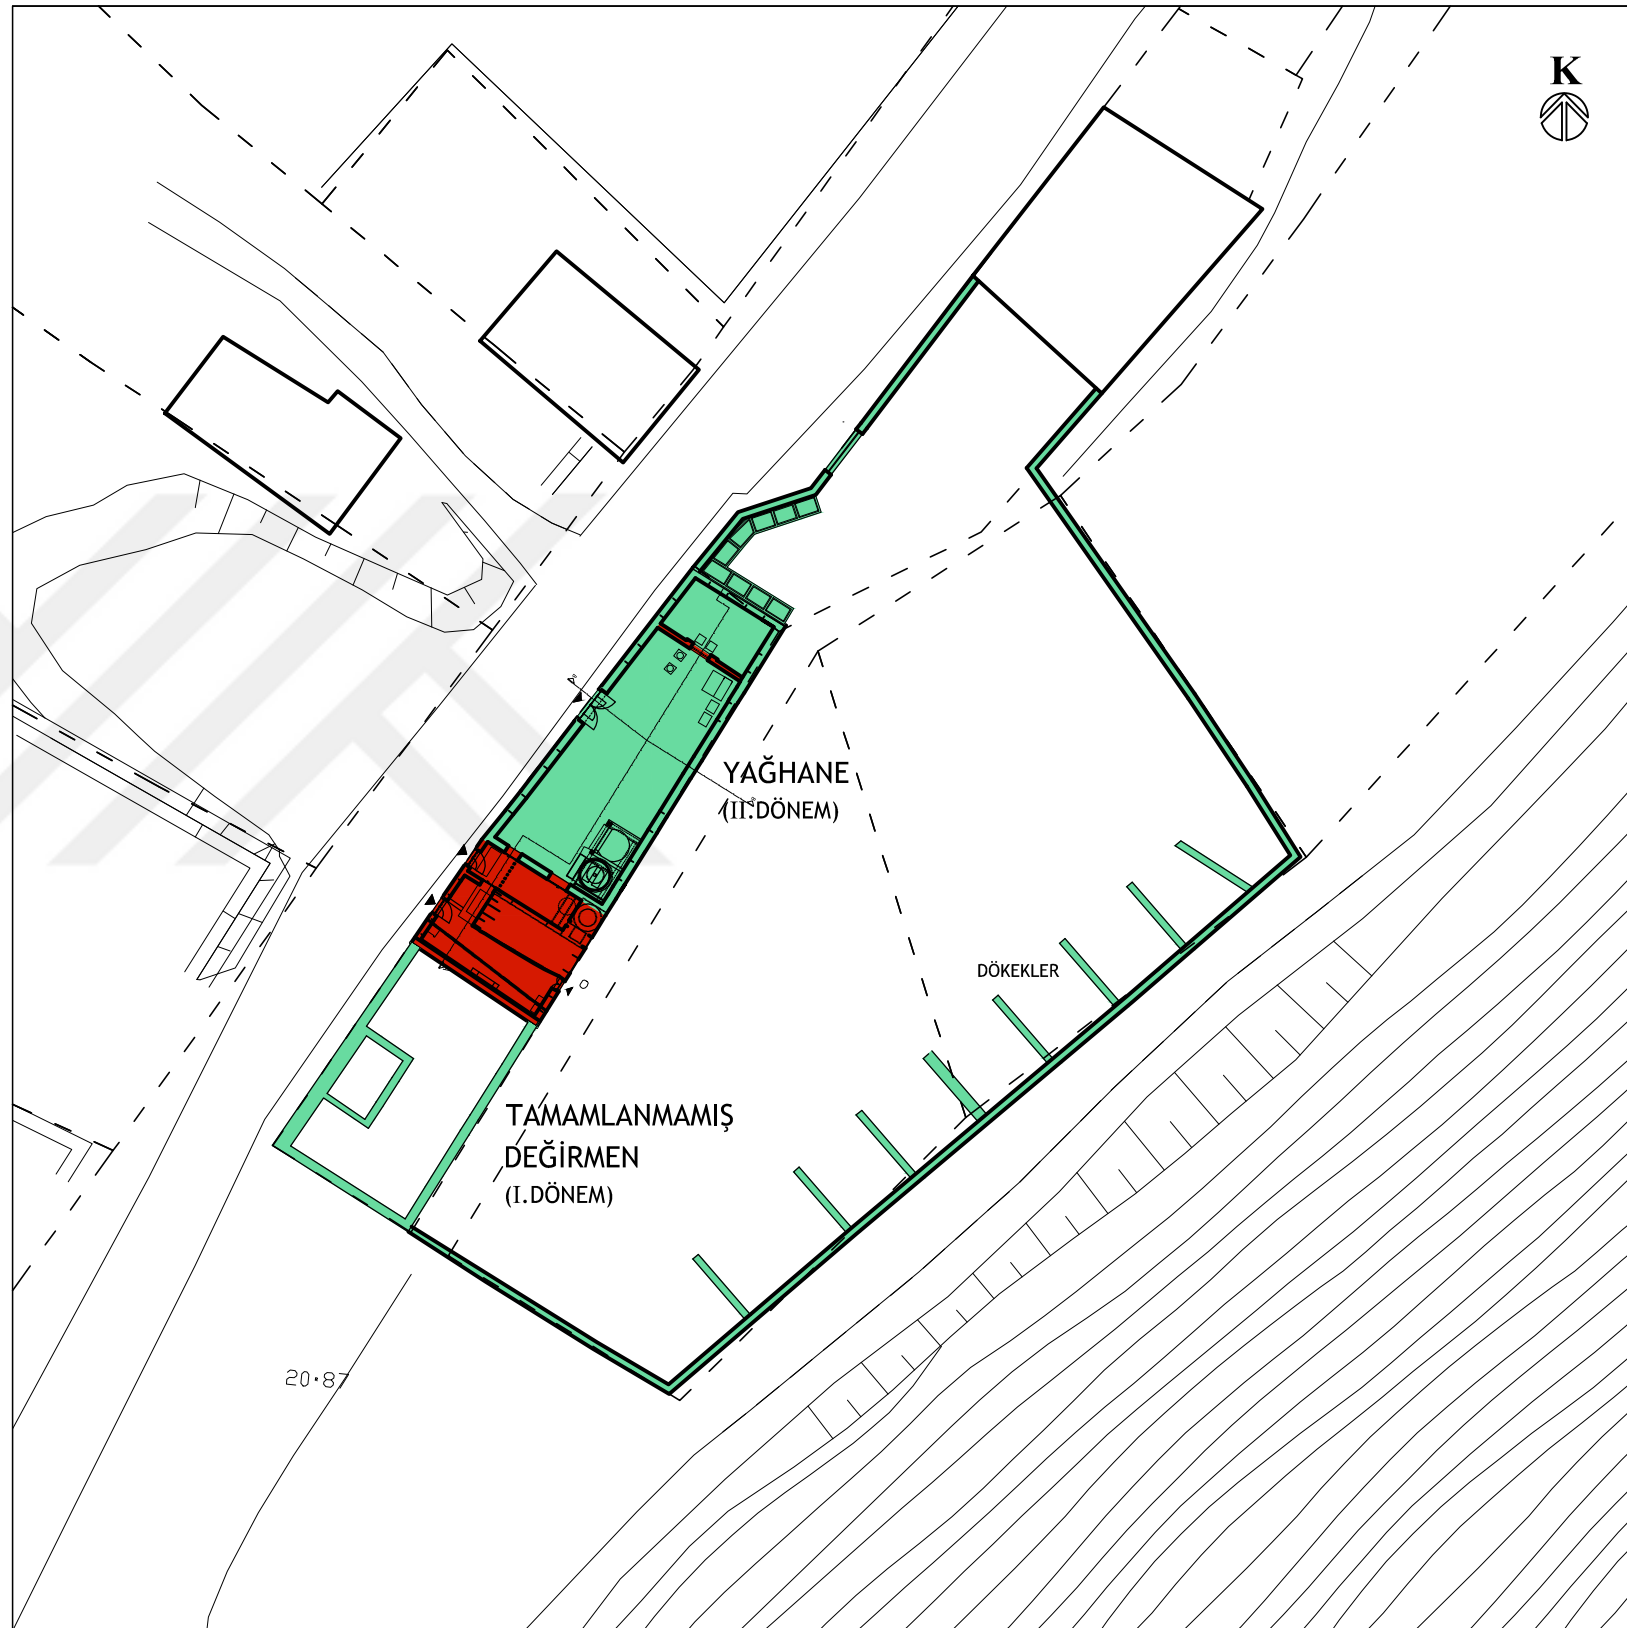 K
YAĞHANE
(II.DÖNEM)
DÖKEKLER
TAMAMLANMAMIŞ
DEĞİRMEN
(I.DÖNEM)
20.87